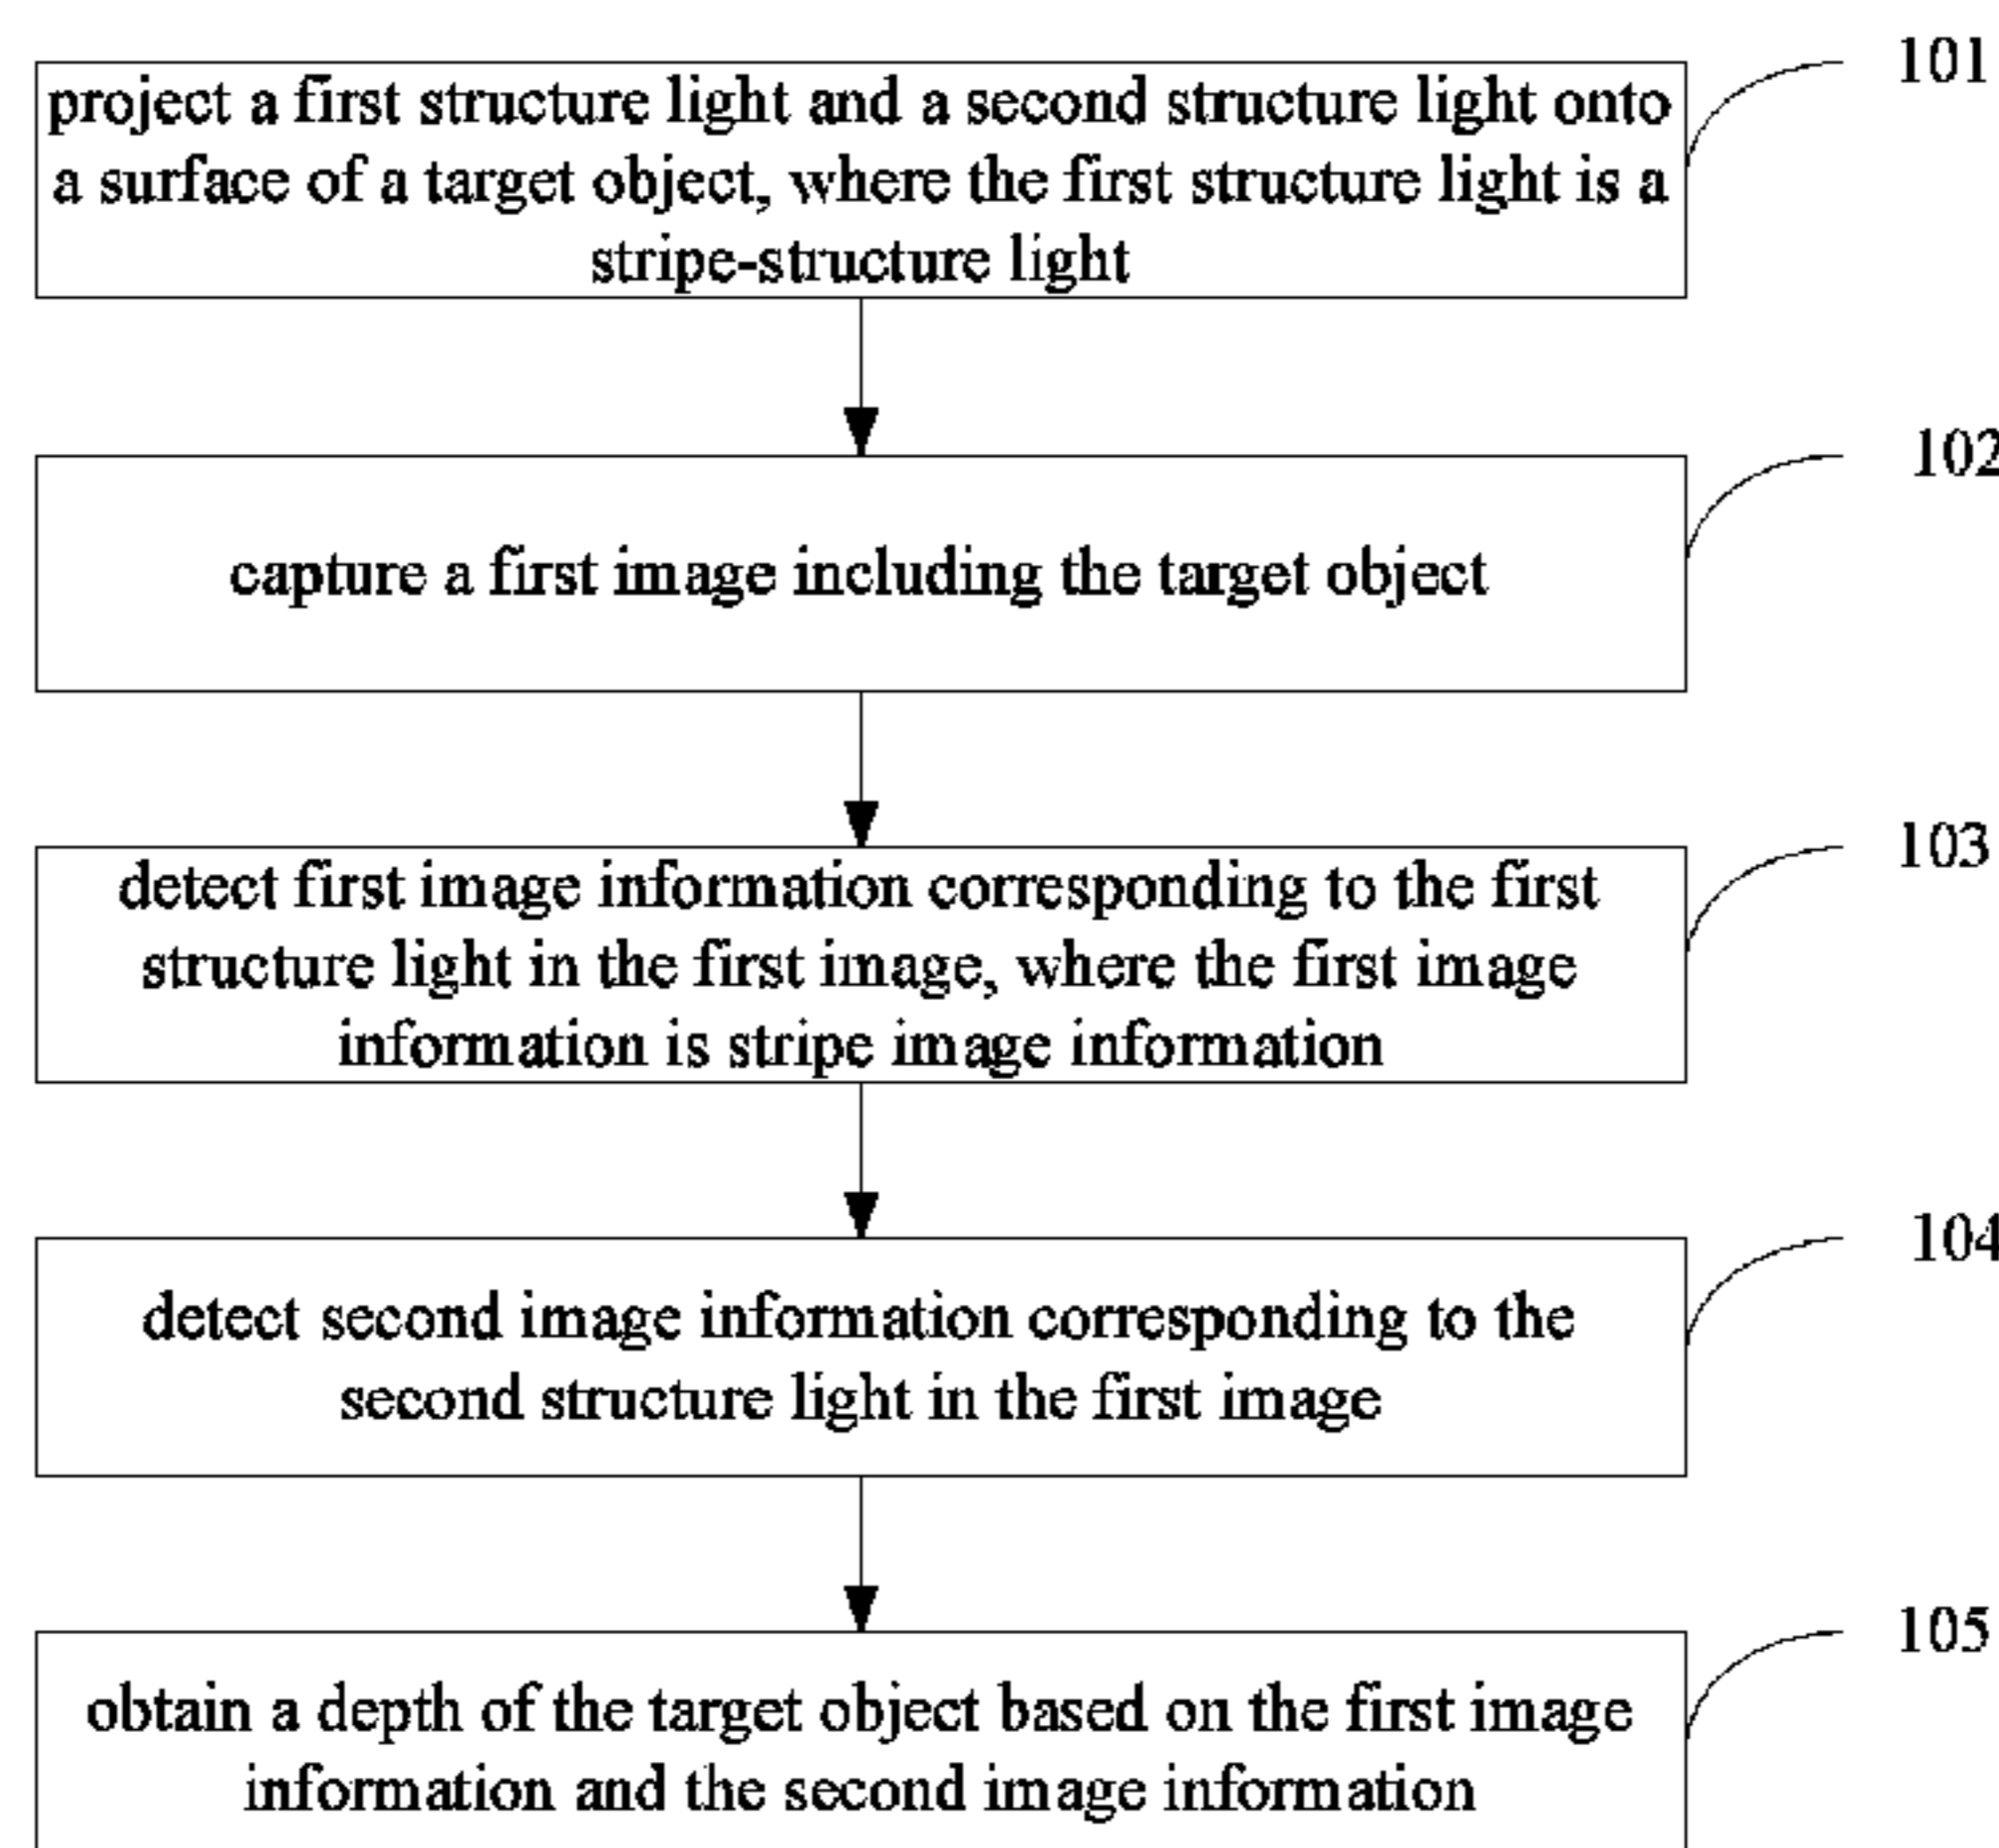 101
project a first structure light and a second structure light onto
a surface of a target object, where the first structure light is a
stripe-structure light
102
capture a first image including the target object
103
detect first image information corresponding to the first
structure light in the first image, where the first image
information is stripe image information
104
detect second image information corresponding to the
second structure light in the first image
105
obtain a depth of the target object based on the first image
information and the second image information